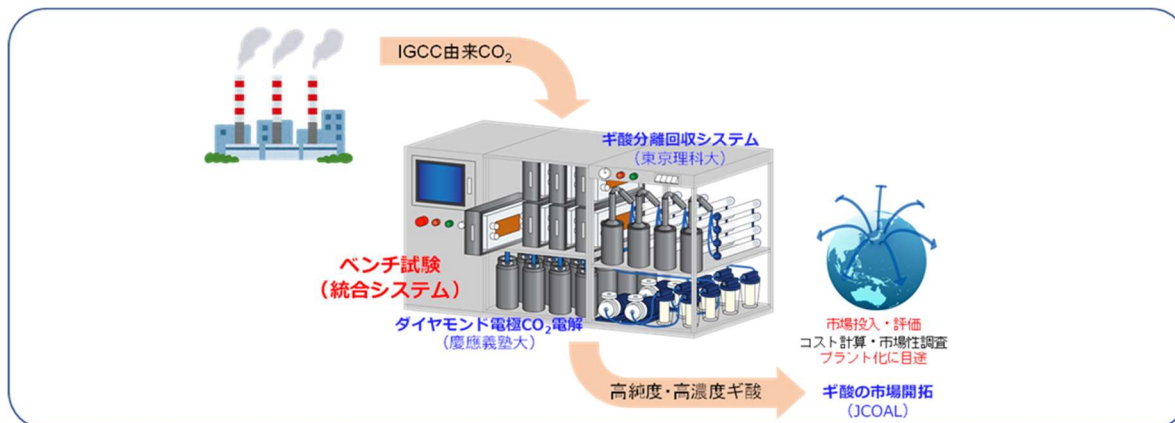 IGCC由来CO₂
ギ酸分離回収システム
（東京理科大）
ベンチ試験
（統合システム）
ダイヤモンド電極CO₂電解
（慶應義塾大）
市場投入・評価
コスト計算・市場性調査
プラント化に目途
高純度・高濃度ギ酸
ギ酸の市場開拓
（JCOAL）